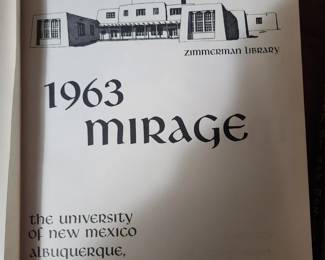 Zimmerman Library
1963
Mirage
the university
of new mexico
albuquerque,